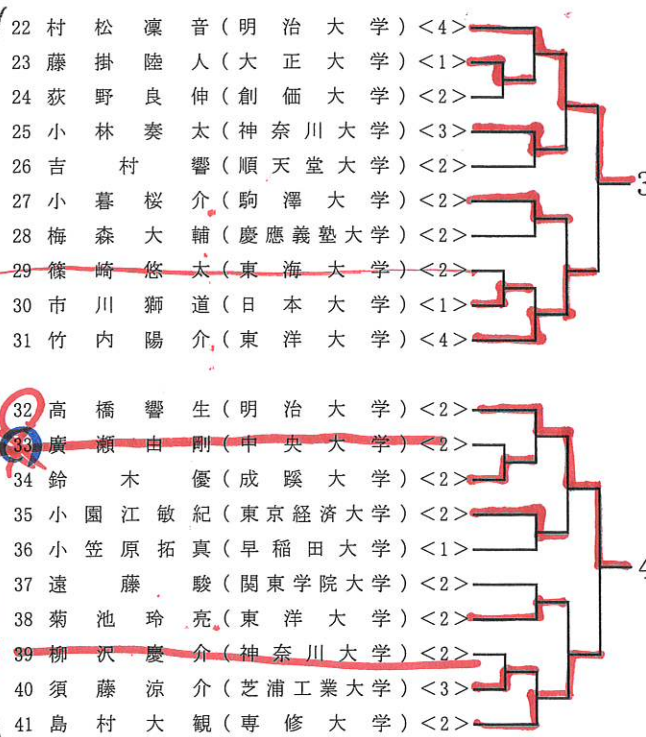 22 村松凜音(明治大学)<4>
23 藤掛陸人(大正大学)<1>
24 荻野良伸(創価大学)<2>
25 小林奏太(神奈川大学)<3>
26 吉村響(順天堂大学)<2>
3
27 小暮桜介(駒澤大学)<2>
28 梅森大輔(慶應義塾大学)<2>
29 篠崎悠太(東海大学)<2>
30 市川獅道(日本大学)<1>
31 竹内陽介(東洋大学)<4>
32 高橋響生(明治大学)<2>
33 廣瀬由剛(中央大学)<2>
34 鈴木優(成蹊大学)<2>
35 小園江敏紀(東京経済大学)<2>
36 小笠原拓真(早稲田大学)<1>
4
37 遠藤駿(関東学院大学)<2>
38 菊池玲亮(東洋大学)<2>
39 柳沢慶介(神奈川大学)<2>
40 須藤涼介(芝浦工業大学)<3>
41 島村大観(専修大学)<2>